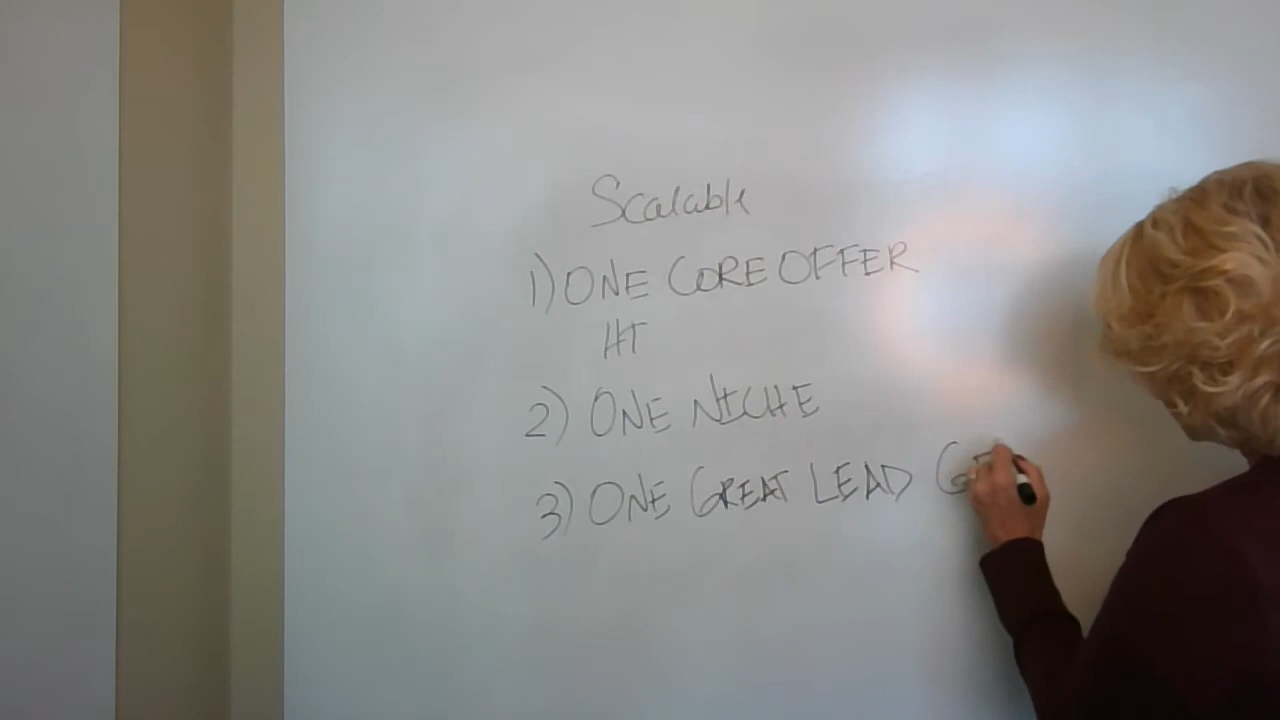 Scalable
1) ONE CORE OFFER
HT
2) ONE NICHE
3) ONE GREAT LEAD